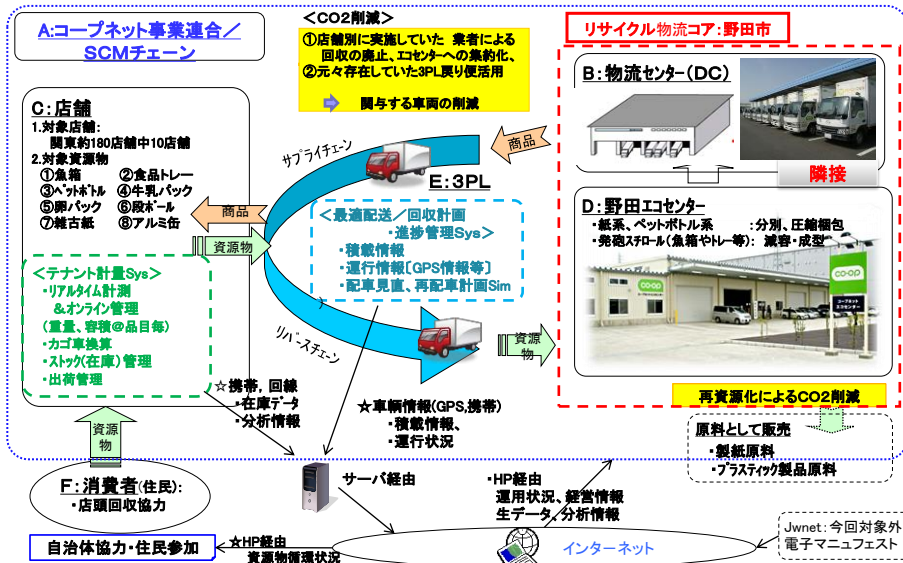 A:コープネット事業連合／
SCMチェーン
＜CO2削減＞
①店舗別に実施していた 業者による
回収の廃止、エコセンターへの集約化、
②元々存在していた3PL戻り便活用
関与する車両の削減
リサイクル物流コア：野田市
B：物流センター（DC）
隣接
D：野田エコセンター
・紙系、ペットボトル系 ：分別、圧縮梱包
・発砲スチロール（魚箱やトレー等）：減容・成型
co・op
co・op
コープネット
エコセンター
C：店舗
1.対象店舗：
関東約180店舗中10店舗
2.対象資源物
①魚箱 ②食品トレー
③ペットボトル ④牛乳パック
⑤卵パック ⑥段ボール
⑦雑古紙 ⑧アルミ缶
＜テナント計量Sys＞
・リアルタイム計測
＆オンライン管理
（重量、容積@品目毎）
・カゴ車換算
・ストック(在庫)管理
・出荷管理
サプライチェーン
商品
E：3PL
商品
資源物
＜最適配送／回収計画
・進捗管理Sys＞
・積載情報
・運行情報〔GPS情報等〕
・配車見直、再配車計画Sim
リバースチェーン
資源
物
☆携帯，回線
・在庫データ
・分析情報
★車輌情報(GPS,携帯)
・積載情報、
・運行状況
再資源化によるCO2削減
原料として販売
・製紙原料
・プラスティック製品原料
資源
物
F：消費者(住民)：
・店頭回収協力
サーバ経由
・HP経由
運用状況、経営情報
生データ、分析情報
自治体協力・住民参加
☆HP経由
資源物循環状況
インターネット
Jwnet：今回対象外
電子マニュフェスト